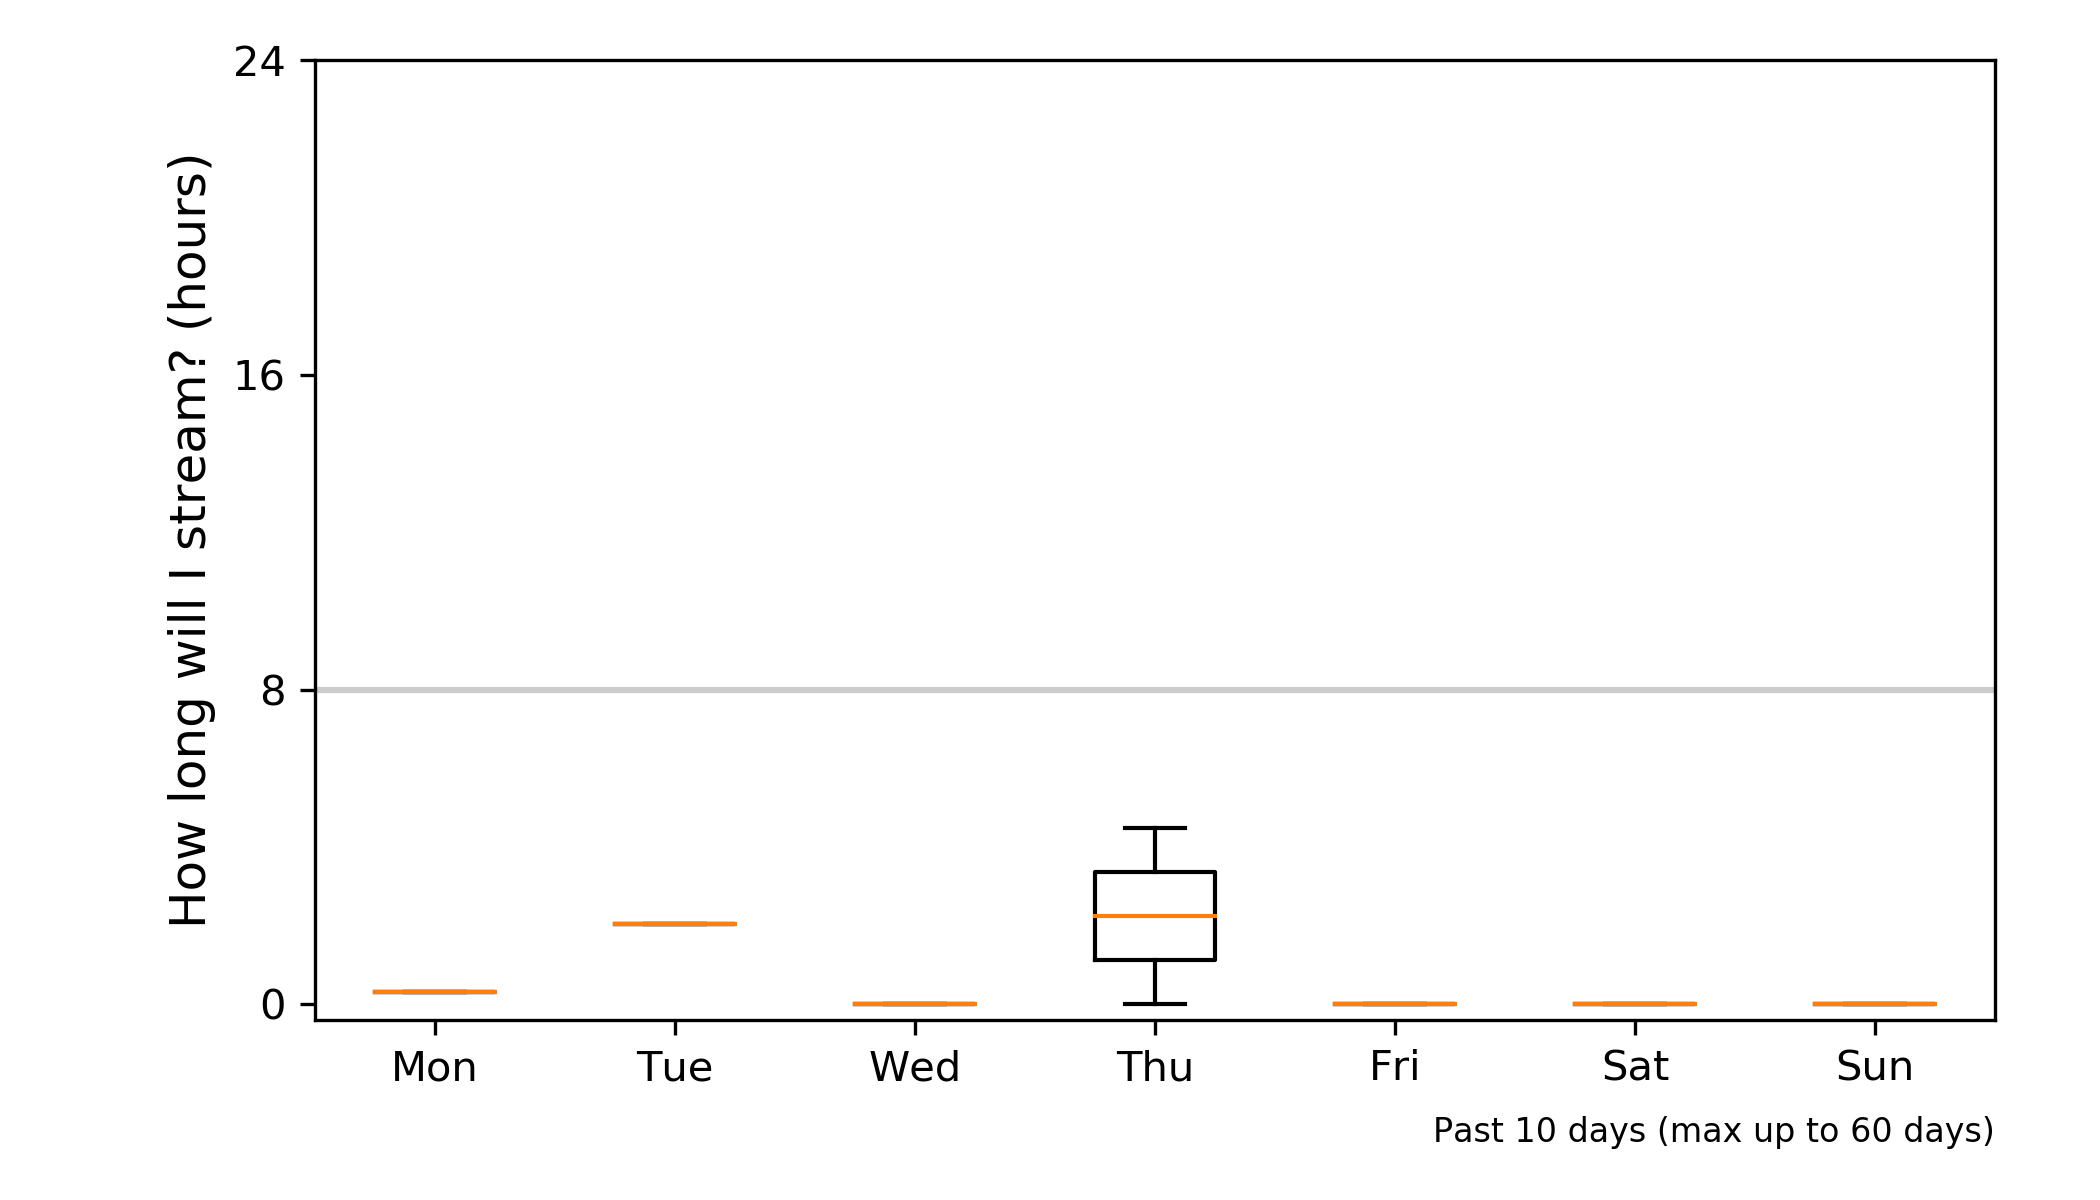 How long will I stream? (hours)
24
16
8
0
Mon Tue Wed Thu Fri Sat Sun
Past 10 days (max up to 60 days)